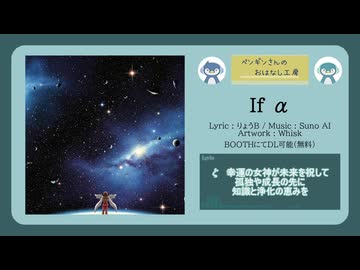 ペンギンさんの
おはなし工房
If α
Lyric : りょうB / Music : Suno AI
Artwork : Whisk
BOOTHにてDL可能(無料)
Lyric
ζ 幸運の女神が未来を祝して
孤独や成長の先に
知識と浄化の恵みを